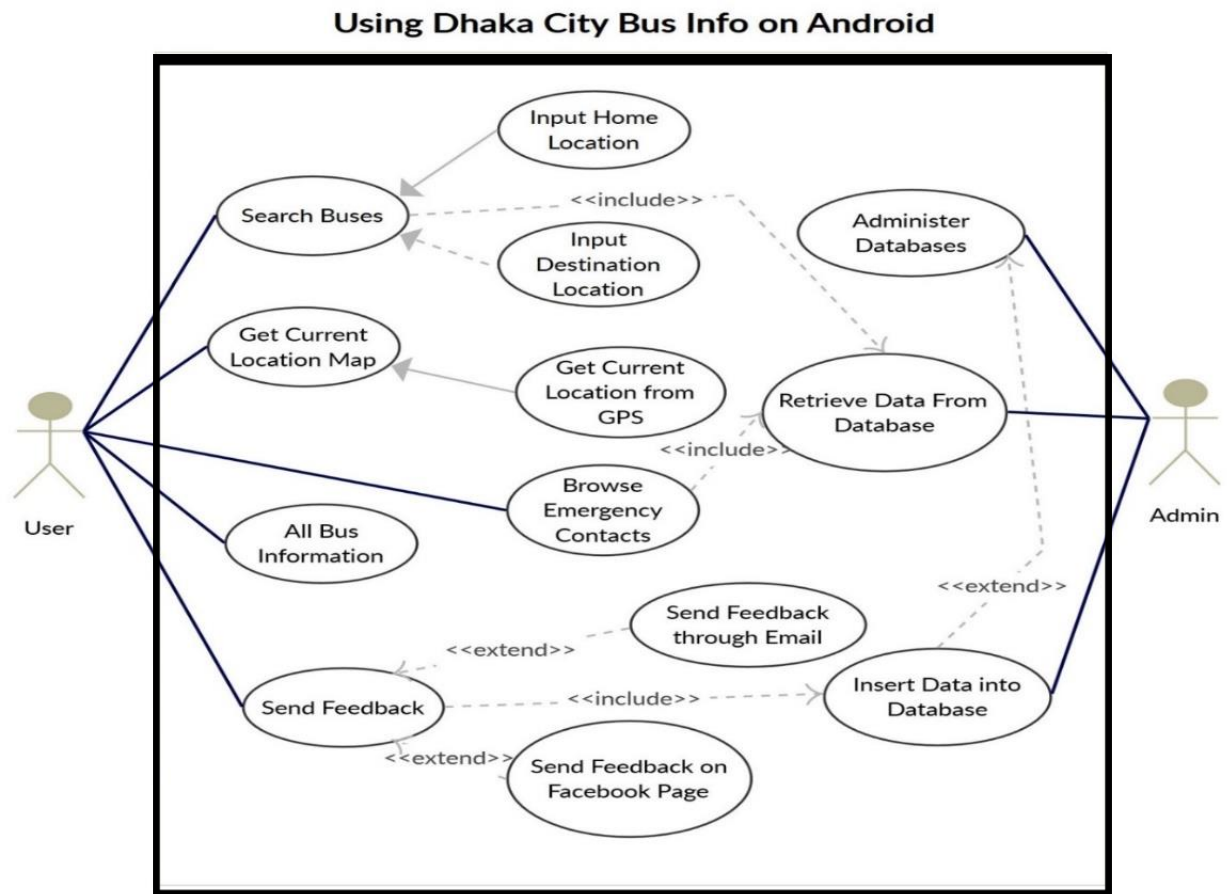 Using Dhaka City Bus Info on Android
Input Home
Location
Search Buses
<<include>>
Administer
Databases
Input
Destination
Location
Get Current
Location Map
Get Current
Location from
GPS
Retrieve Data From
Database
<<include>>
Browse
Emergency
Contacts
User
Admin
All Bus
Information
<<extend>>
Send Feedback
through Email
<<extend>>
Send Feedback
<<include>>
Insert Data into
Database
<<extend>>
Send Feedback on
Facebook Page